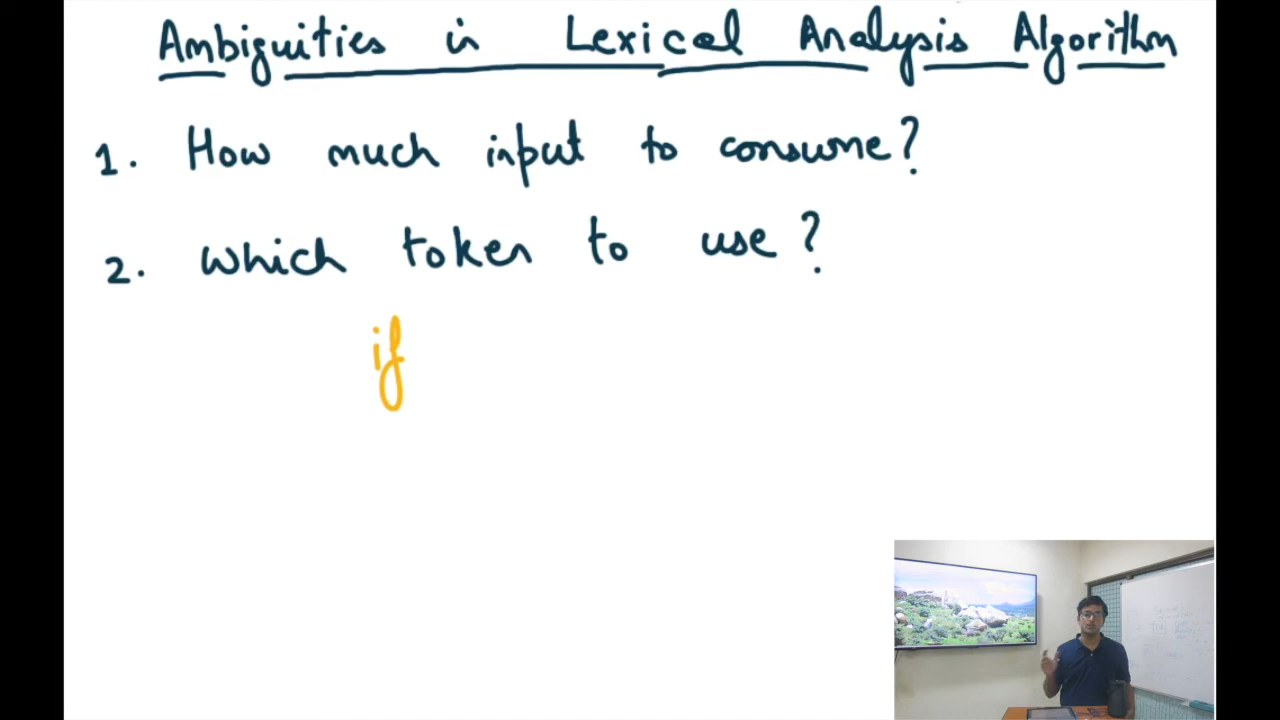 Ambiguities in Lexical Analysis Algorithm
1. How much input to consume?
2. which token to use?
if